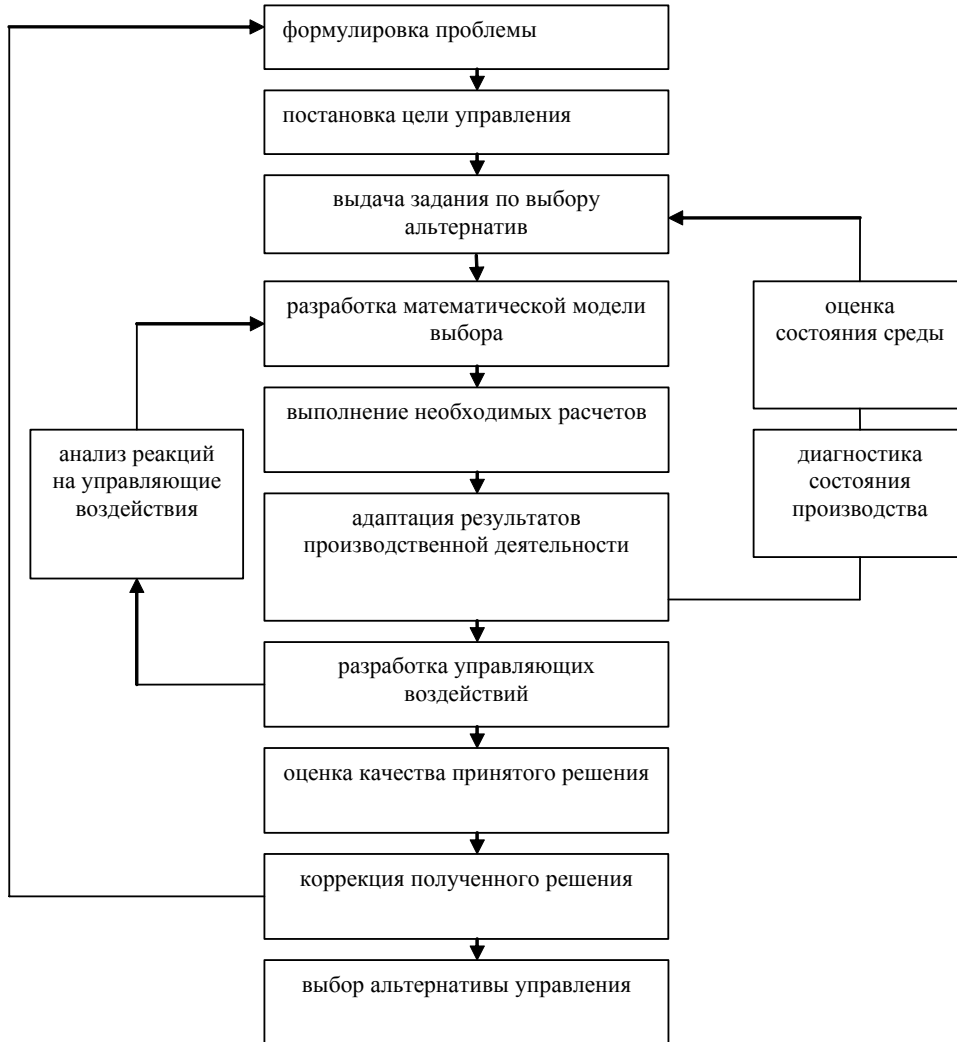 формулировка проблемы
постановка цели управления
выдача задания по выбору
альтернатив
разработка математической модели
выбора
оценка
состояния среды
выполнение необходимых расчетов
анализ реакций
на управляющие
воздействия
диагностика
состояния
производства
адаптация результатов
производственной деятельности
разработка управляющих
воздействий
оценка качества принятого решения
коррекция полученного решения
выбор альтернативы управления